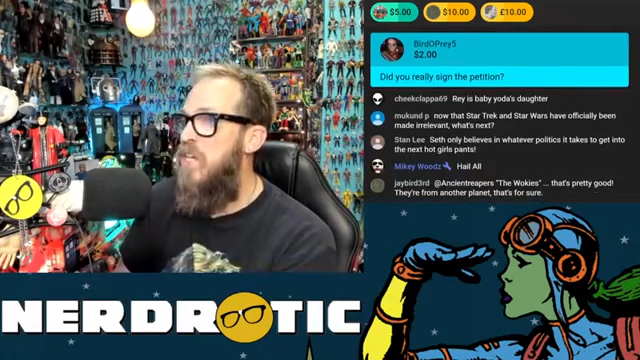 $5.00
$10.00
£10.00
BirdOPrey5
$2.00
Did you really sign the petition?
cheekclappa69 Rey is baby yoda's daughter
mukund p now that Star Trek and Star Wars have officially been
made irrelevant, what's next?
Stan Lee Seth only believes in whatever politics it takes to get into
the next hot girls pants!
Mikey Woodz Hail All
jaybird3rd @Ancientreapers "The Wokies" ... that's pretty good!
They're from another planet, that's for sure.
NERDROTIC